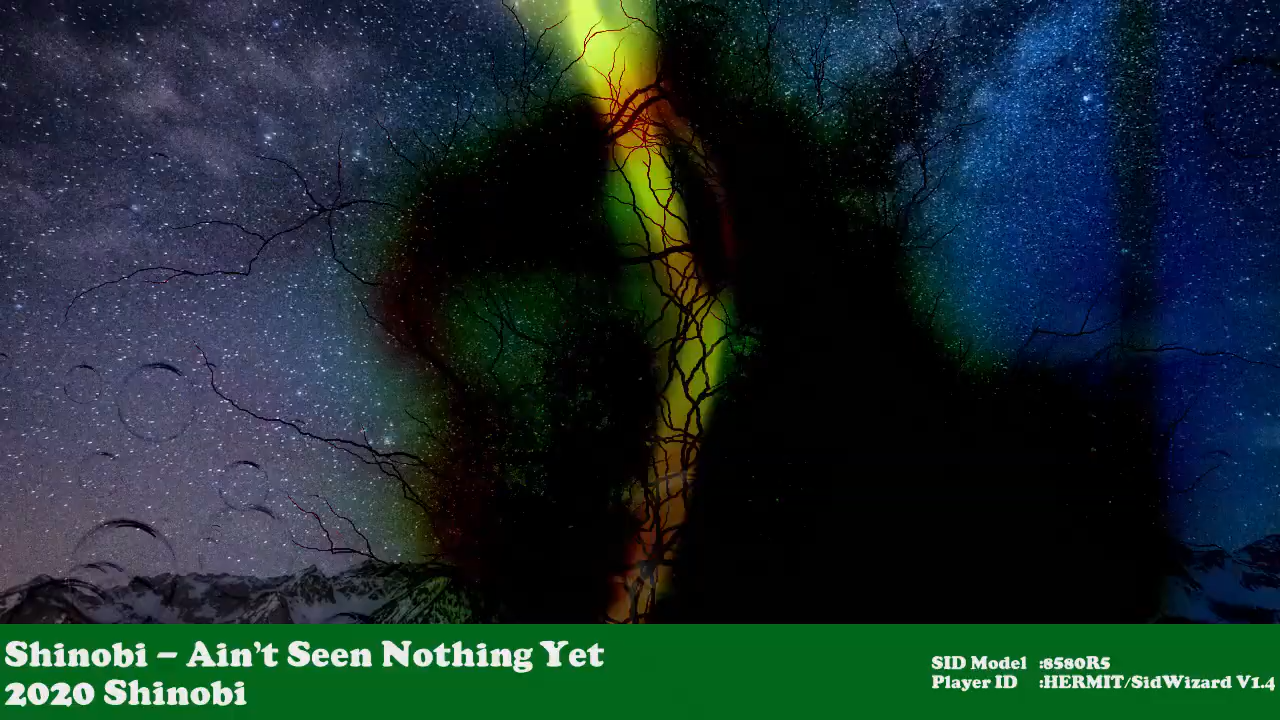 Shinobi – Ain't Seen Nothing Yet
2020 Shinobi
SID Model :8580R5
Player ID :HERMIT/SidWizard V1.4